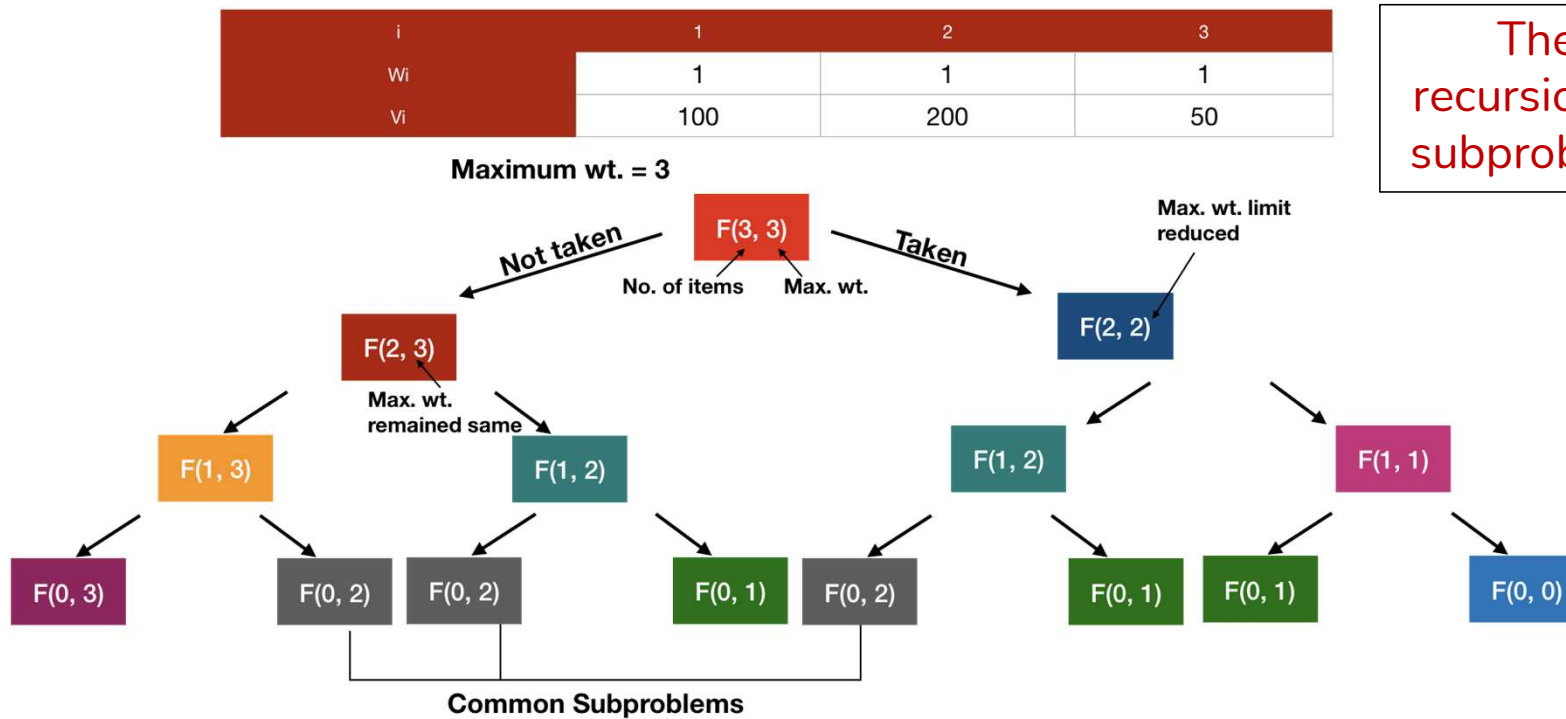 i 1 2 3
Wi 1 1 1
Vi 100 200 50
The
subprob
Maximum wt. = 3
F(3, 3)
Not taken
Taken
Max. wt. limit
reduced
No. of items
Max. wt.
F(2, 3)
F(2, 2)
Max. wt.
remained same
F(1, 3)
F(1, 2)
F(1, 2)
F(1, 1)
F(0, 3)
F(0, 2)
F(0, 2)
F(0, 1)
F(0, 2)
F(0, 1)
F(0, 1)
F(0, 0)
Common Subproblems